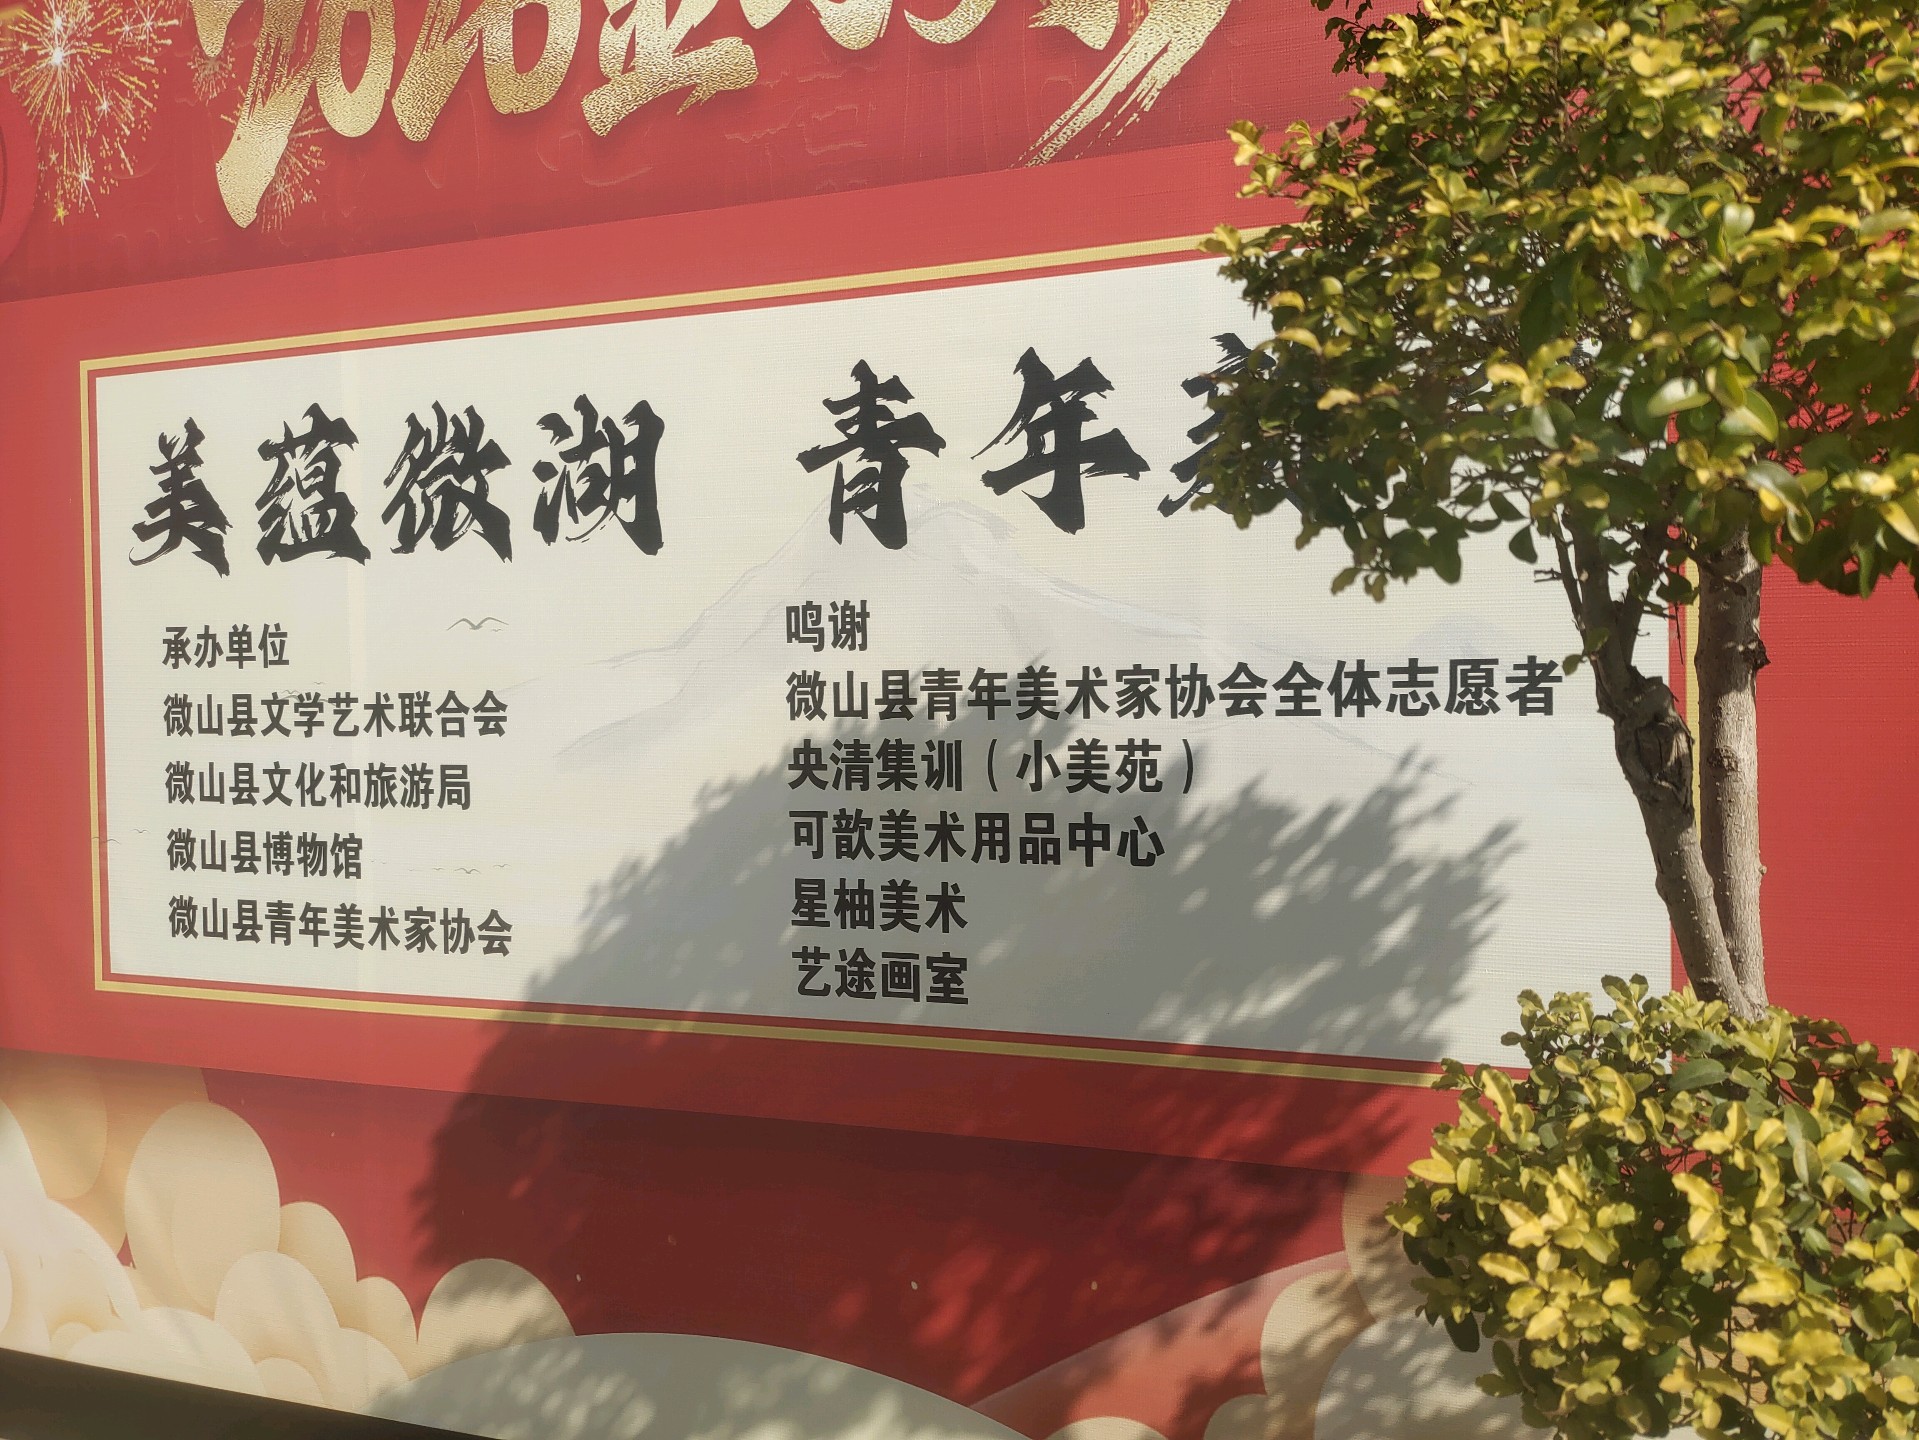 美蕴微湖 青年
承办单位
微山县文学艺术联合会
微山县文化和旅游局
微山县博物馆
微山县青年美术家协会
鸣谢
微山县青年美术家协会全体志愿者
央清集训（小美苑）
可歆美术用品中心
星柚美术
艺途画室